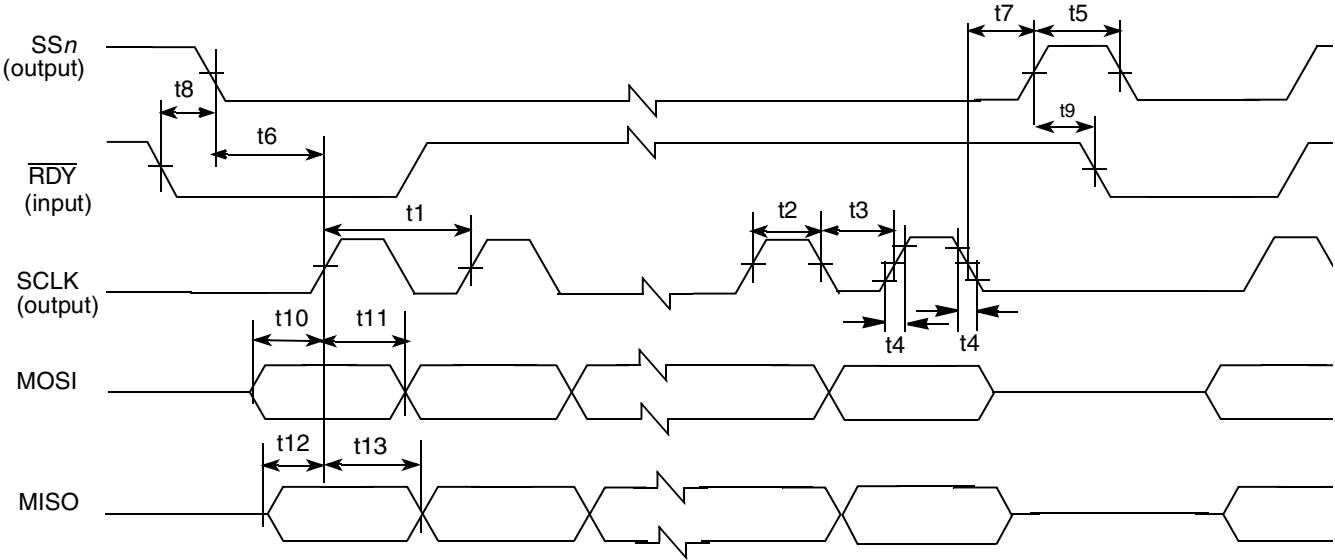 t7
t5
SSn
(output)
t8
t9
t6
RDY
(input)
t1
t2
t3
SCLK
(output)
t10
t11
t4
t4
MOSI
t12
t13
MISO